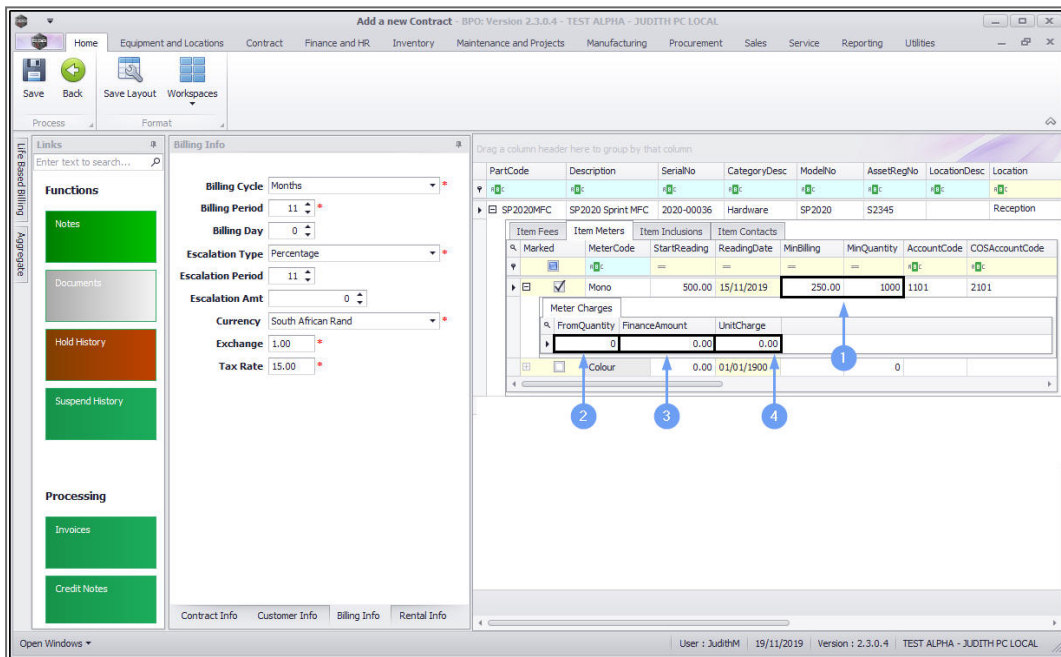 Add a new Contract - BPO: Version 2.3.0.4 - TEST ALPHA - JUDITH PC LOCAL
Home Equipment and Locations Contract Finance and HR Inventory Maintenance and Projects Manufacturing Procurement Sales Service Reporting Utilities
Save Back Save Layout Workspaces
Process Format
Life Based Billing
Aggregate
Links
Enter text to search...
Functions
Notes
Documents
Hold History
Suspend History
Processing
Invoices
Credit Notes
Billing Info
Billing Cycle Months *
Billing Period 11 *
Billing Day 0
Escalation Type Percentage *
Escalation Period 11
Escalation Amt 0
Currency South African Rand *
Exchange 1.00 *
Tax Rate 15.00 *
Contract Info Customer Info Billing Info Rental Info
Drag a column header here to group by that column
PartCode Description SerialNo CategoryDesc ModelNo AssetRegNo LocationDesc Location
SP2020MFC SP2020 Sprint MFC 2020-00036 Hardware SP2020 S2345 Reception
Item Fees Item Meters Item Inclusions Item Contacts
Marked MeterCode StartReading ReadingDate MinBilling MinQuantity AccountCode COSAccountCode
= = = =
Mono 500.00 15/11/2019 250.00 1000 1101 2101
Meter Charges
FromQuantity FinanceAmount UnitCharge
0 0.00 0.00
1
Colour 0.00 01/01/1900 0
2 3 4
Open Windows User : JudithM 19/11/2019 Version : 2.3.0.4 TEST ALPHA - JUDITH PC LOCAL